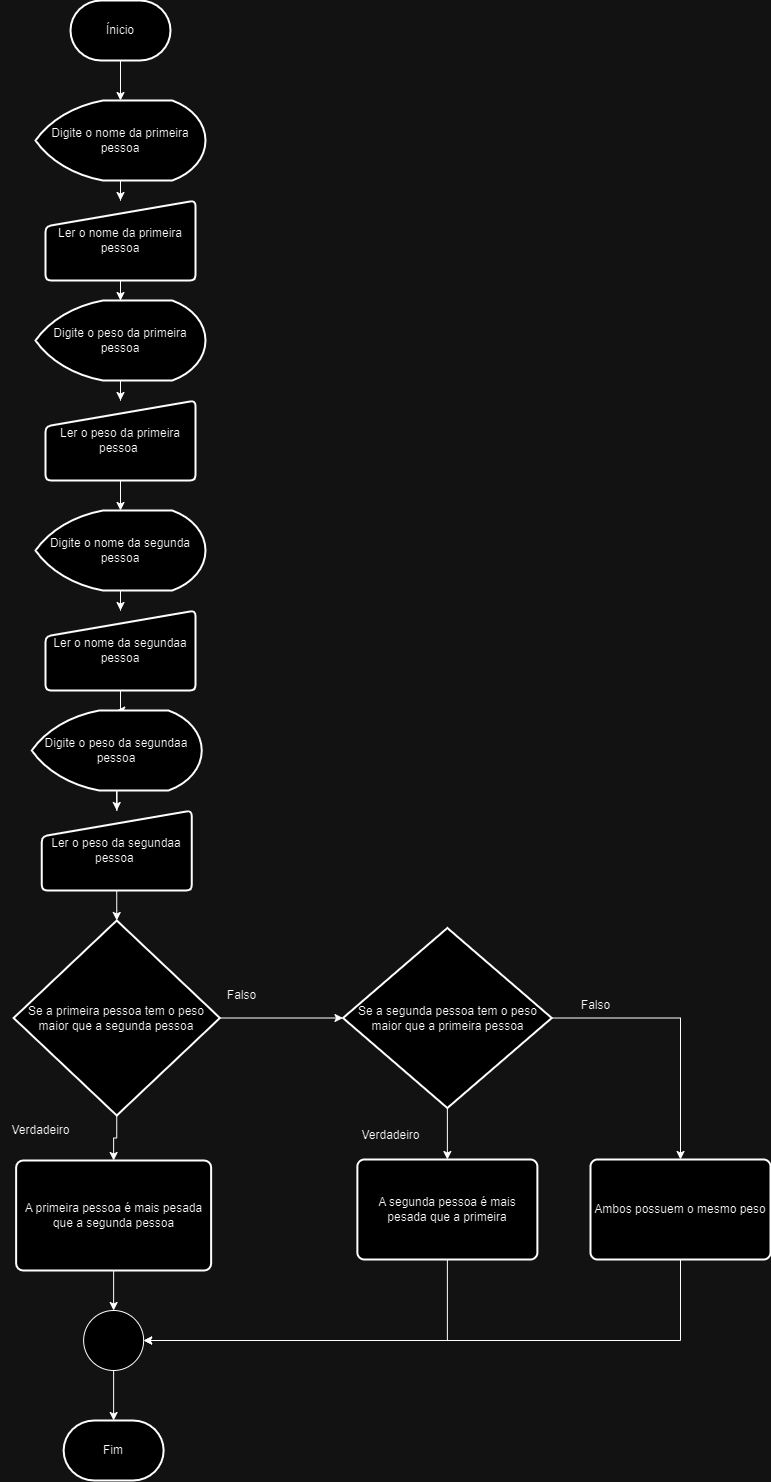 Ínicio
Digite o nome da primeira
pessoa
Ler o nome da primeira
pessoa
Digite o peso da primeira
pessoa
Ler o peso da primeira
pessoa
Digite o nome da segunda
pessoa
Ler o nome da segundaa
pessoa
Digite o peso da segundaa
pessoa
Ler o peso da segundaa
pessoa
Se a primeira pessoa tem o peso
maior que a segunda pessoa
Falso
Se a segunda pessoa tem o peso
maior que a primeira pessoa
Falso
Verdadeiro
Verdadeiro
A primeira pessoa é mais pesada
que a segunda pessoa
A segunda pessoa é mais
pesada que a primeira
Ambos possuem o mesmo peso
Fim